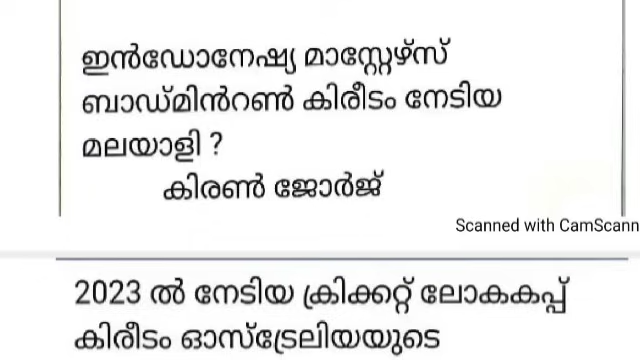 ഇൻഡോനേഷ്യ മാസ്റ്റേഴ്സ്
ബാഡ്മിൻറൺ കിരീടം നേടിയ
മലയാളി ?
കിരൺ ജോർജ്
Scanned with CamScann
2023 ൽ നേടിയ ക്രിക്കറ്റ് ലോകകപ്പ്
കിരീടം ഓസ്ട്രേലിയയുടെ